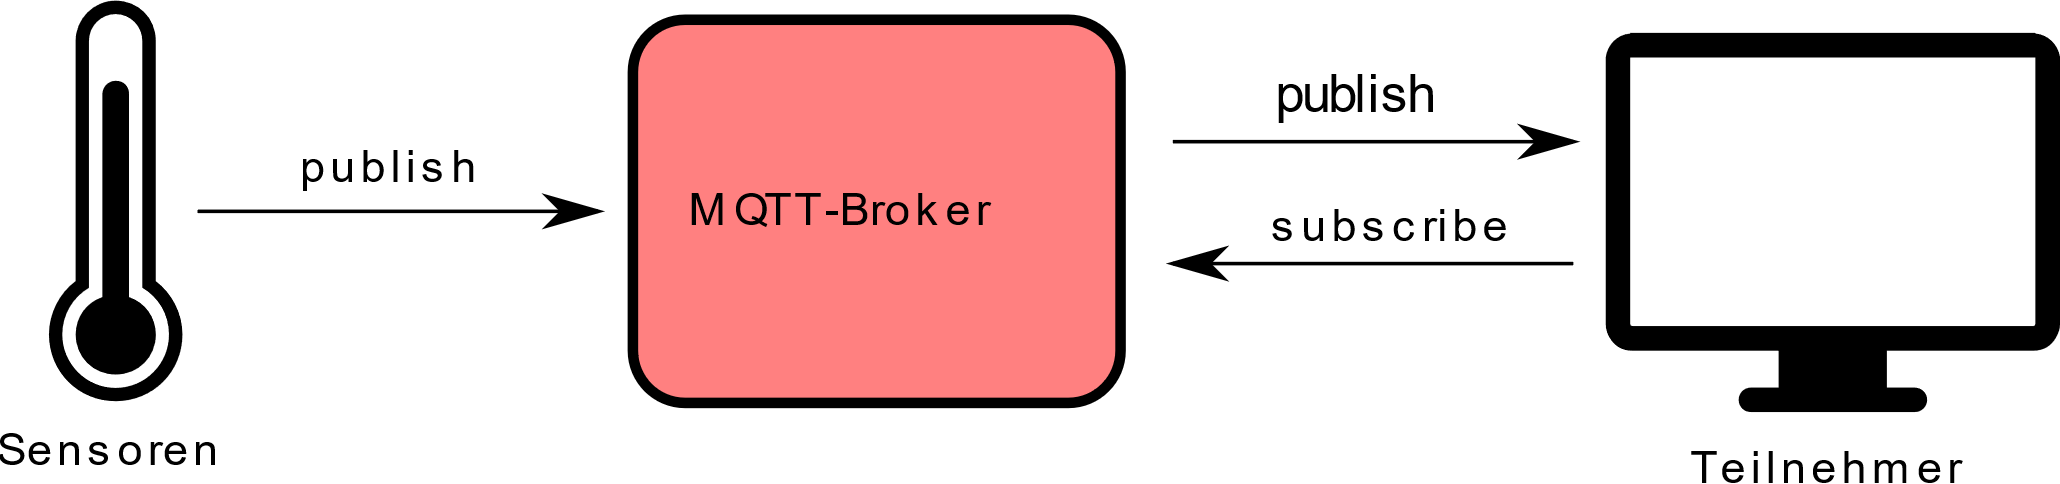 publish
publish
MQTT-Broker
subscribe
Sensoren
Teilnehmer